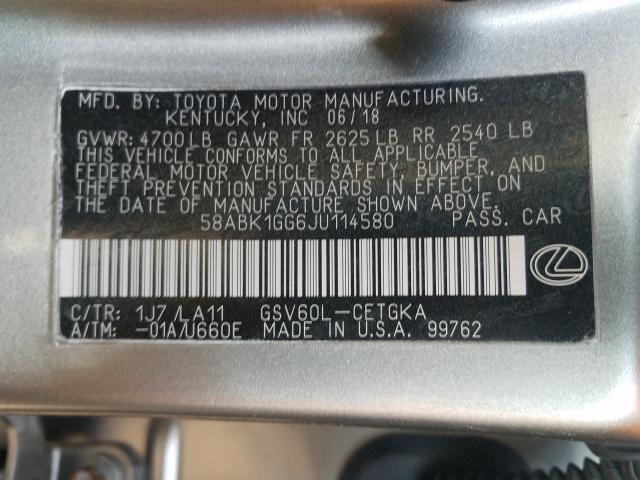 MFD. BY: TOYOTA MOTOR MANUFACTURING.
KENTUCKY, INC 06/18
GVWR: 4700LB GAWR FR 2625LB RR 2540 LB
THIS VEHICLE CONFORMS TO ALL APPLICABLE
FEDERAL MOTOR VEHICLE SAFETY, BUMPER, AND
THEFT PREVENTION STANDARDS IN EFFECT ON
THE DATE OF MANUFACTURE SHOWN ABOVE.
58ABK1GG6JU114580 PASS. CAR
C/TR: 1J7/LA11 GSV60L-CETGKA
A/TM: -01A/U660E MADE IN U.S.A. 99762